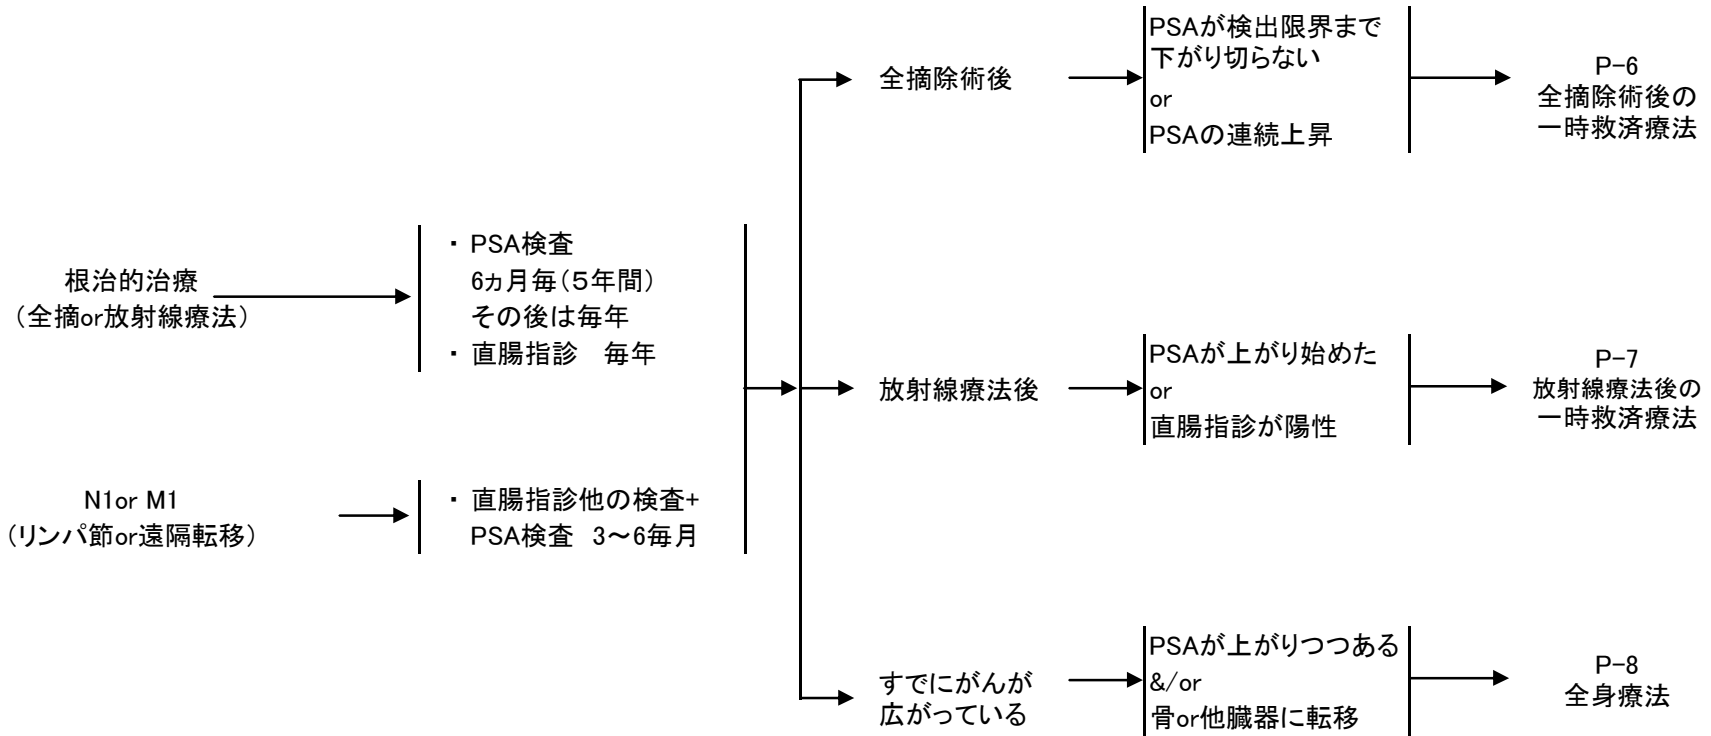 根治的治療
（全摘or放射線療法）
・ PSA検査
6ヵ月毎（５年間）
その後は毎年
・ 直腸指診　毎年
N1or M1
（リンパ節or遠隔転移）
・ 直腸指診他の検査+
PSA検査　3～6毎月
全摘除術後
PSAが検出限界まで
下がり切らない
or
PSAの連続上昇
P-6
全摘除術後の
一時救済療法
放射線療法後
PSAが上がり始めた
or
直腸指診が陽性
P-7
放射線療法後の
一時救済療法
すでにがんが
広がっている
PSAが上がりつつある
&/or
骨or他臓器に転移
P-8
全身療法